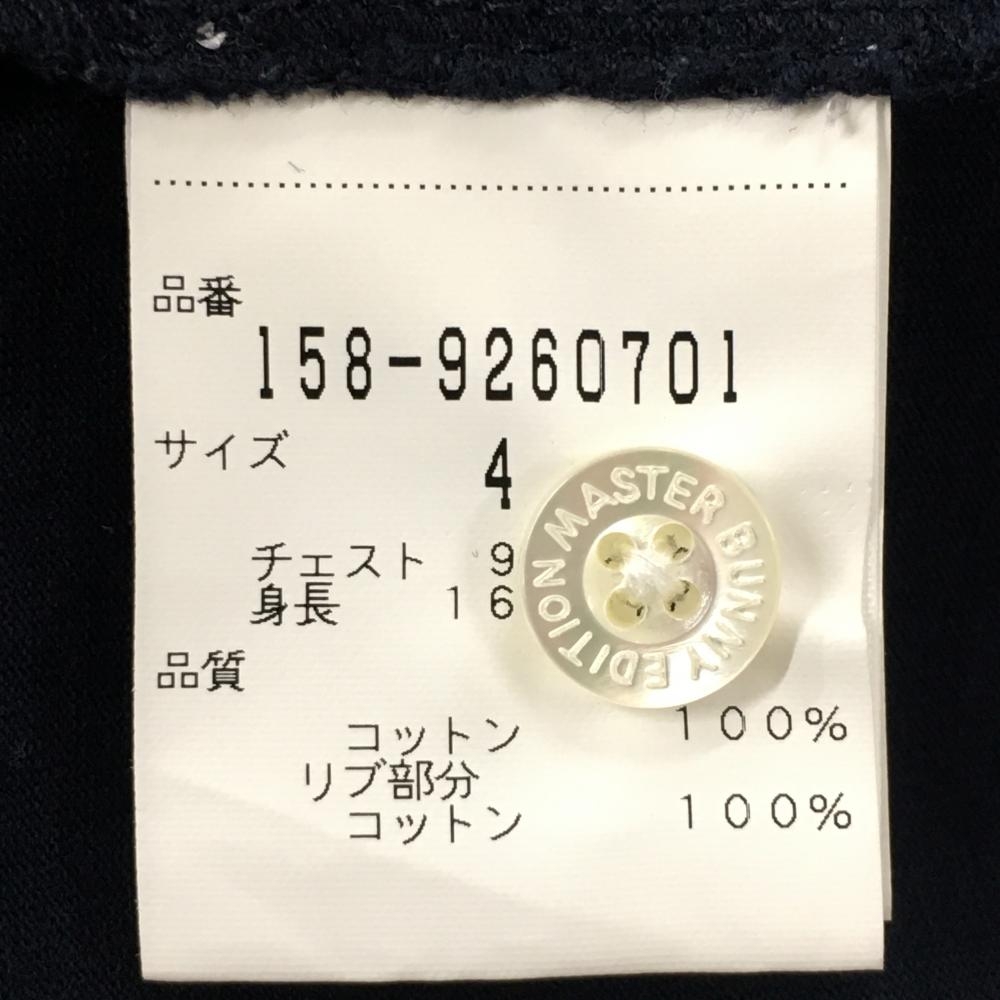 品番
158-9260701
サイズ 4
チェスト 9
身長 16
品質
コットン 100%
リブ部分
コットン 100%
MASTER BUNNY EDITION